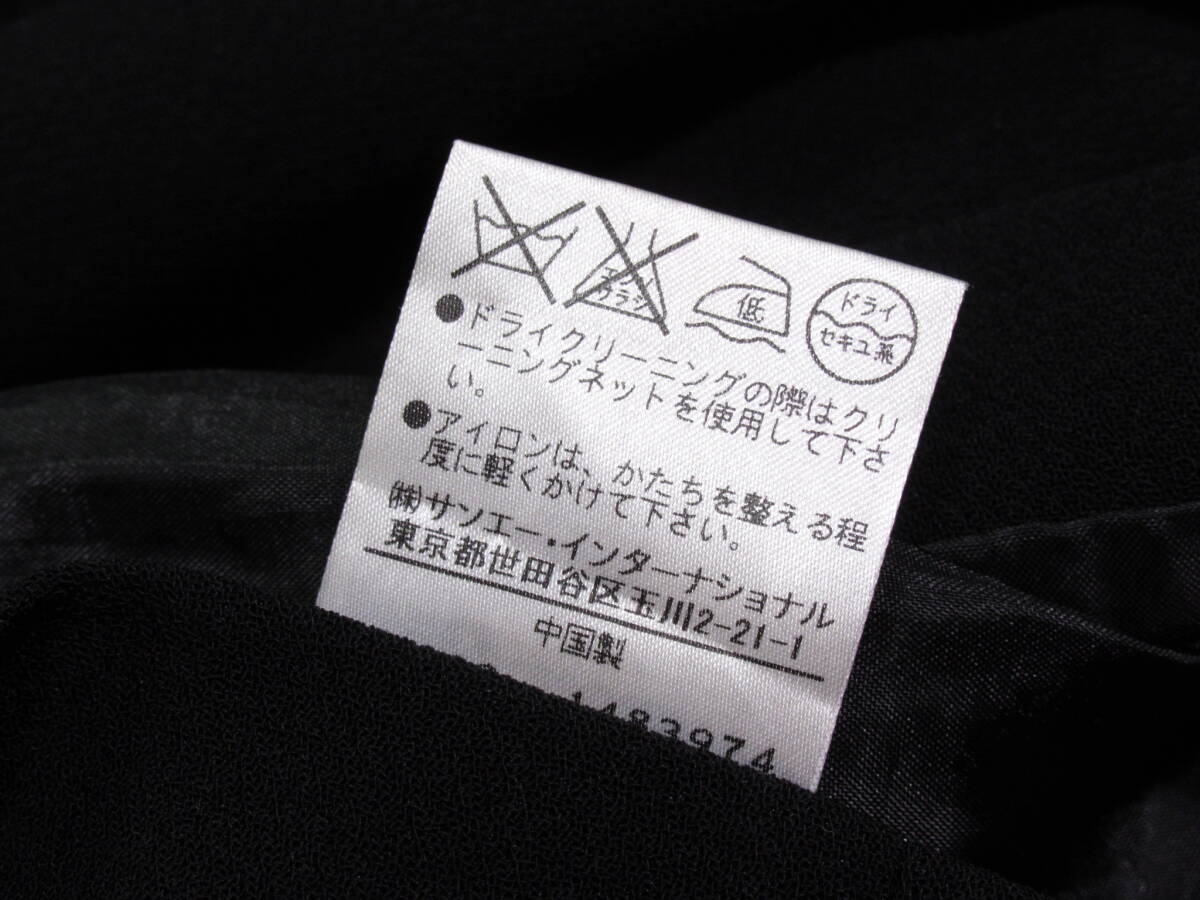 エンソ
サラシ
低
ドライ
セキユ系
●ドライクリーニングの際はクリ
ーニングネットを使用して下さ
い。
●アイロンは、かたちを整える程
度に軽くかけて下さい。
㈱サンエー・インターナショナル
東京都世田谷区玉川2-21-1
中国製
1483974